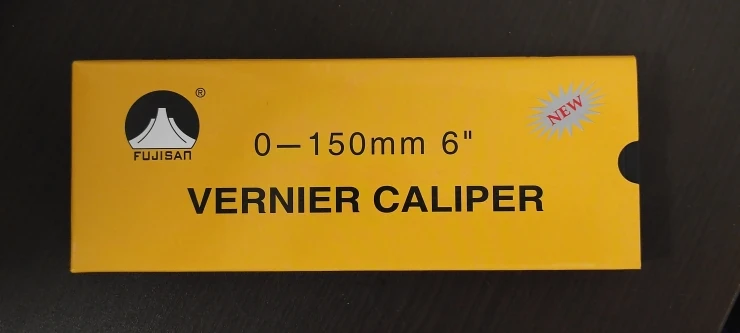 ®
FUJISAN
NEW
0—150mm 6"
VERNIER CALIPER